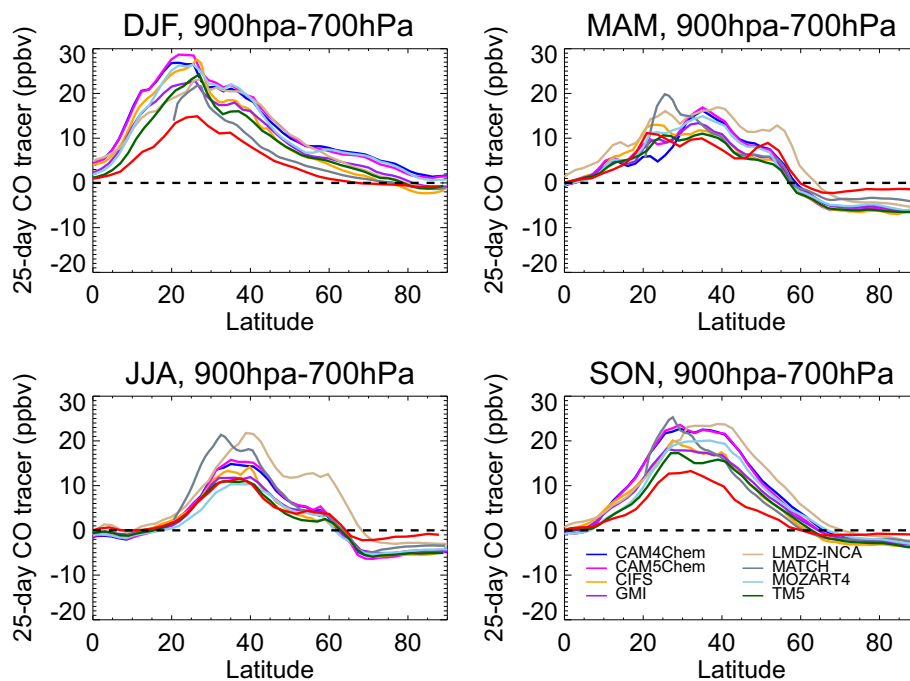 DJF, 900hpa-700hPa
25-day CO tracer (ppbv)
30
20
10
0
-10
-20
0 20 40 60 80
Latitude
MAM, 900hpa-700hPa
25-day CO tracer (ppbv)
30
20
10
0
-10
-20
0 20 40 60 80
Latitude
JJA, 900hpa-700hPa
25-day CO tracer (ppbv)
30
20
10
0
-10
-20
0 20 40 60 80
Latitude
SON, 900hpa-700hPa
25-day CO tracer (ppbv)
30
20
10
0
-10
-20
CAM4Chem
CAM5Chem
CIFS
GMI
LMDZ-INCA
MATCH
MOZART4
TM5
0 20 40 60 80
Latitude